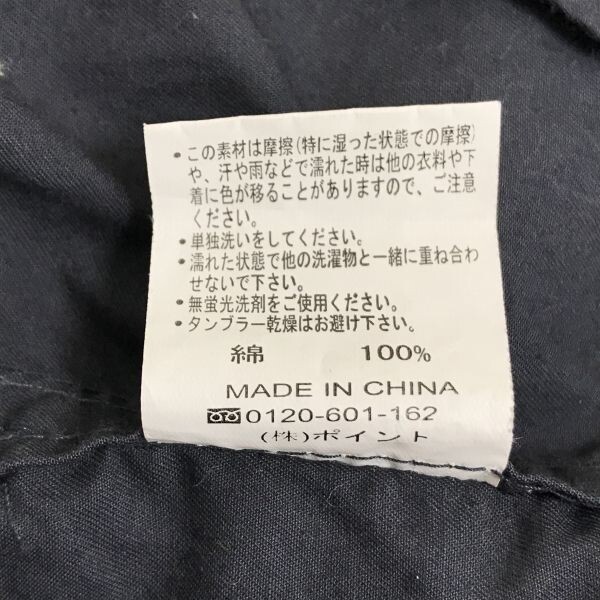 ・この素材は摩擦(特に湿った状態での摩擦)
や、汗や雨などで濡れた時は他の衣料や下
着に色が移ることがありますので、ご注意
ください。
・単独洗いをしてください。
・濡れた状態で他の洗濯物と一緒に重ね合わ
せないで下さい。
・無蛍光洗剤をご使用ください。
・タンブラー乾燥はお避け下さい。
綿 100%
MADE IN CHINA
0120-601-162
(株)ポイント